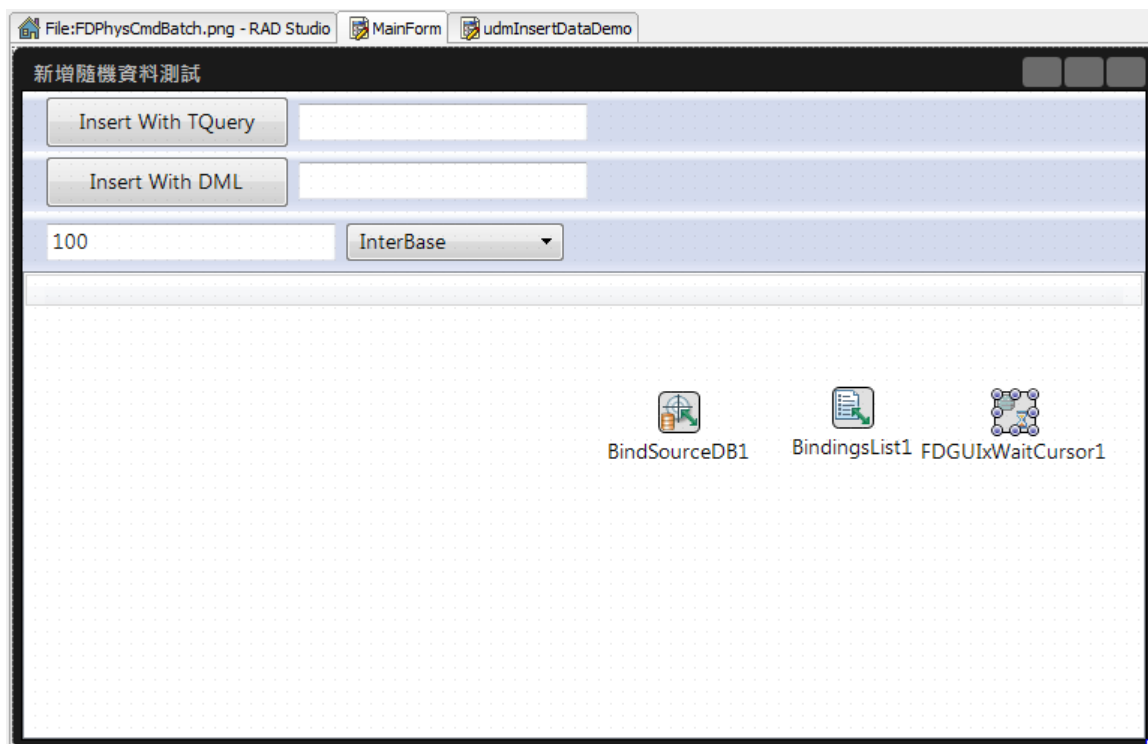 File:FDPhysCmdBatch.png - RAD Studio MainForm udmInsertDataDemo
新增隨機資料測試
Insert With TQuery
Insert With DML
100 InterBase
BindSourceDB1 BindingsList1 FDGUIxWaitCursor1